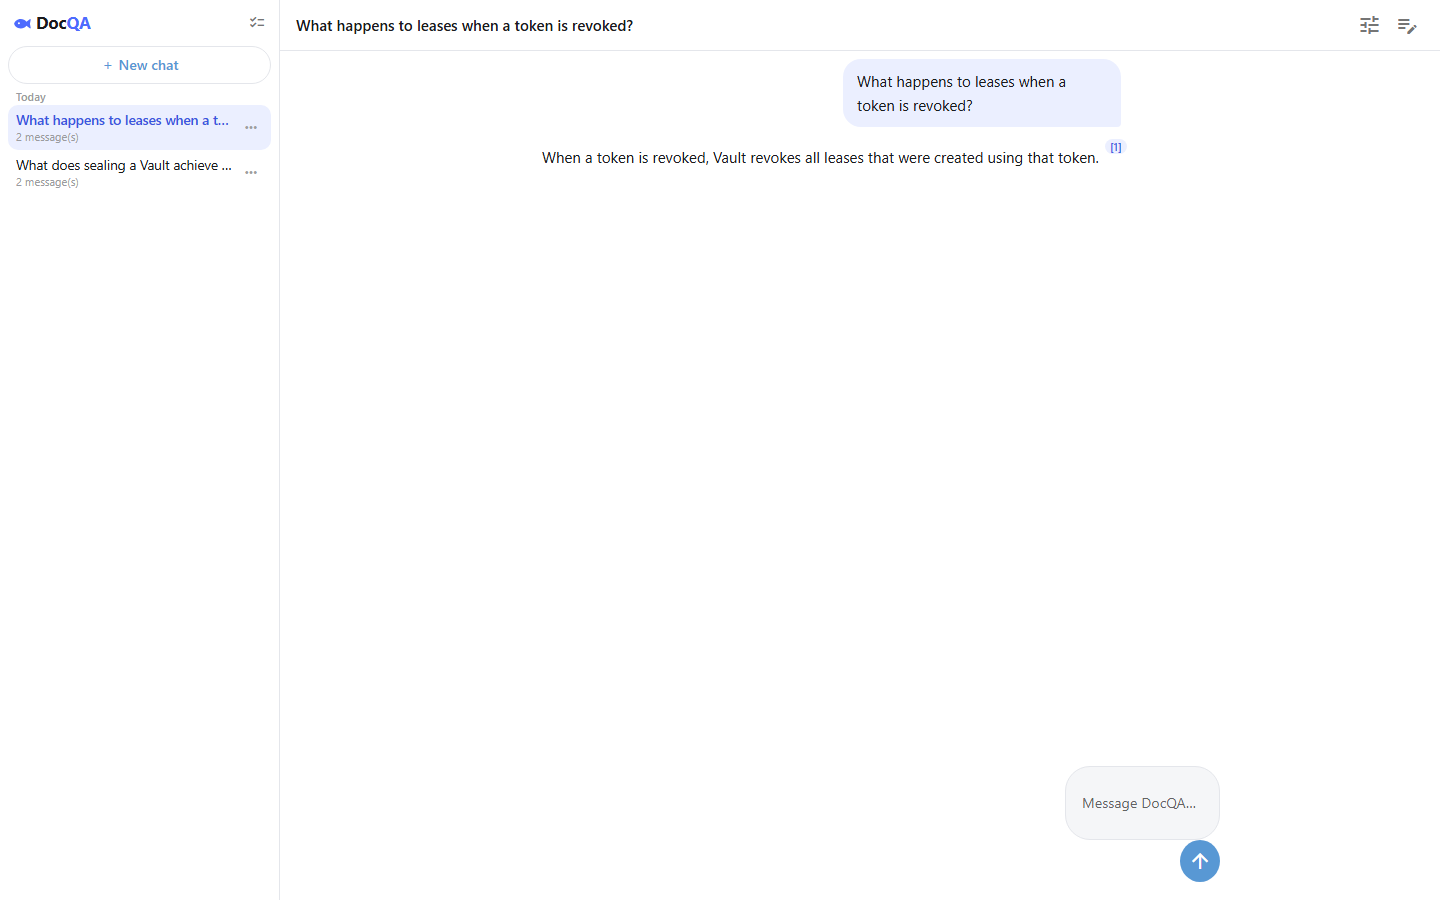 DocQA
+ New chat
Today
What happens to leases when a t...
2 message(s)
What does sealing a Vault achieve ...
2 message(s)
What happens to leases when a token is revoked?
What happens to leases when a
token is revoked?
When a token is revoked, Vault revokes all leases that were created using that token. [1]
Message DocQA...